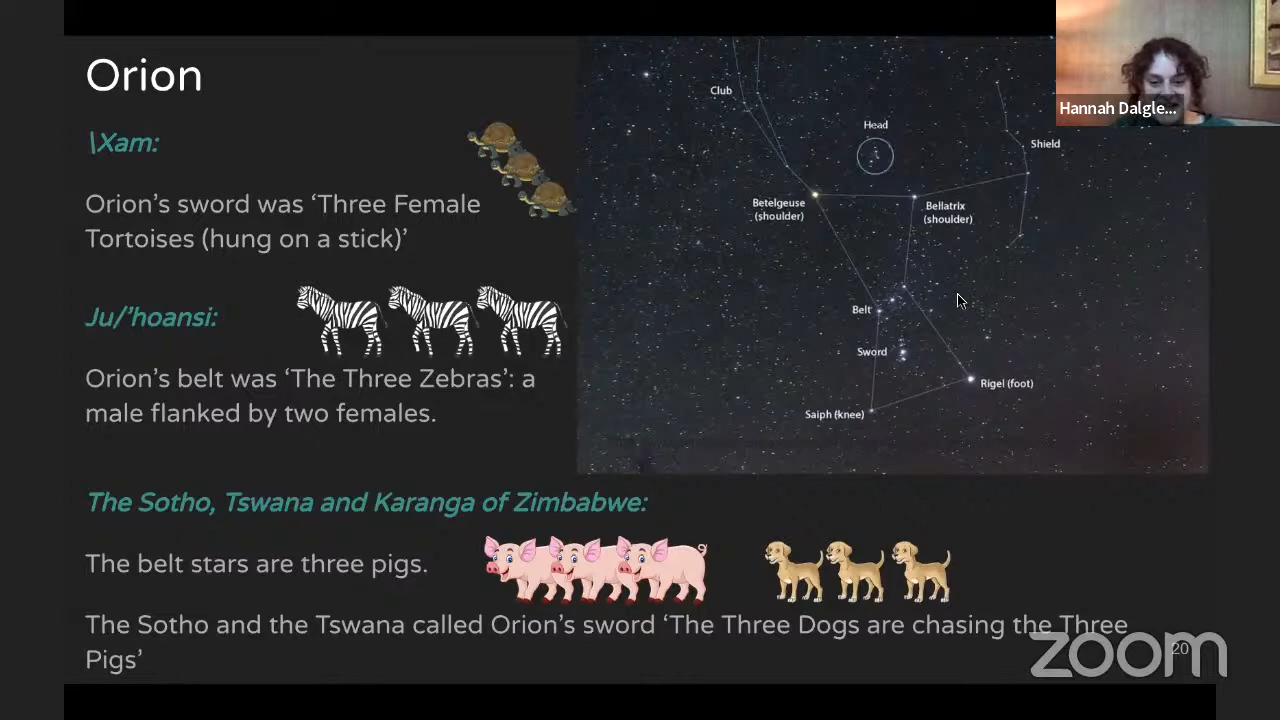 Orion
\Xam:
Orion's sword was ‘Three Female
Tortoises (hung on a stick)’
Ju/’hoansi:
Orion's belt was ‘The Three Zebras’: a
male flanked by two females.
The Sotho, Tswana and Karanga of Zimbabwe:
The belt stars are three pigs.
The Sotho and the Tswana called Orion's sword ‘The Three Dogs are chasing the Three
Pigs’
Club
Head
Shield
Betelgeuse
(shoulder)
Bellatrix
(shoulder)
Belt
Sword
Rigel (foot)
Saiph (knee)
Hannah Dalgle...
20
zoom